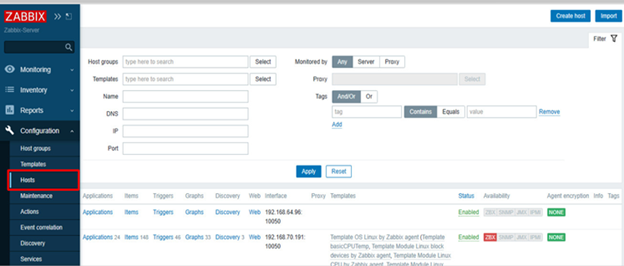 ZABBIX
Create host Import
Zabbix-Server
Filter
Host groups type here to search Select Monitored by Any Server Proxy
Monitoring
Templates type here to search Select Proxy Select
Inventory
Name Tags And/Or Or
Reports
DNS tag Contains Equals value Remove
Configuration
IP Add
Host groups
Port
Templates
Apply Reset
Hosts
Maintenance
Applications Items Triggers Graphs Discovery Web Interface Proxy Templates Status Availability Agent encryption Info Tags
Actions
Applications Items Triggers Graphs Discovery Web 192.168.64.96: Enabled ZBX SNMP JMX IPMI NONE
10050
Event correlation
Discovery
Applications 24 Items 148 Triggers 46 Graphs 33 Discovery 3 Web 192.168.70.191: Template OS Linux by Zabbix agent (Template Enabled ZBX SNMP JMX IPMI NONE
10050 basicCPUTemp, Template Module Linux block
Services
devices by Zabbix agent, Template Module Linux
CPU by Zabbix agent, Template Module Linux